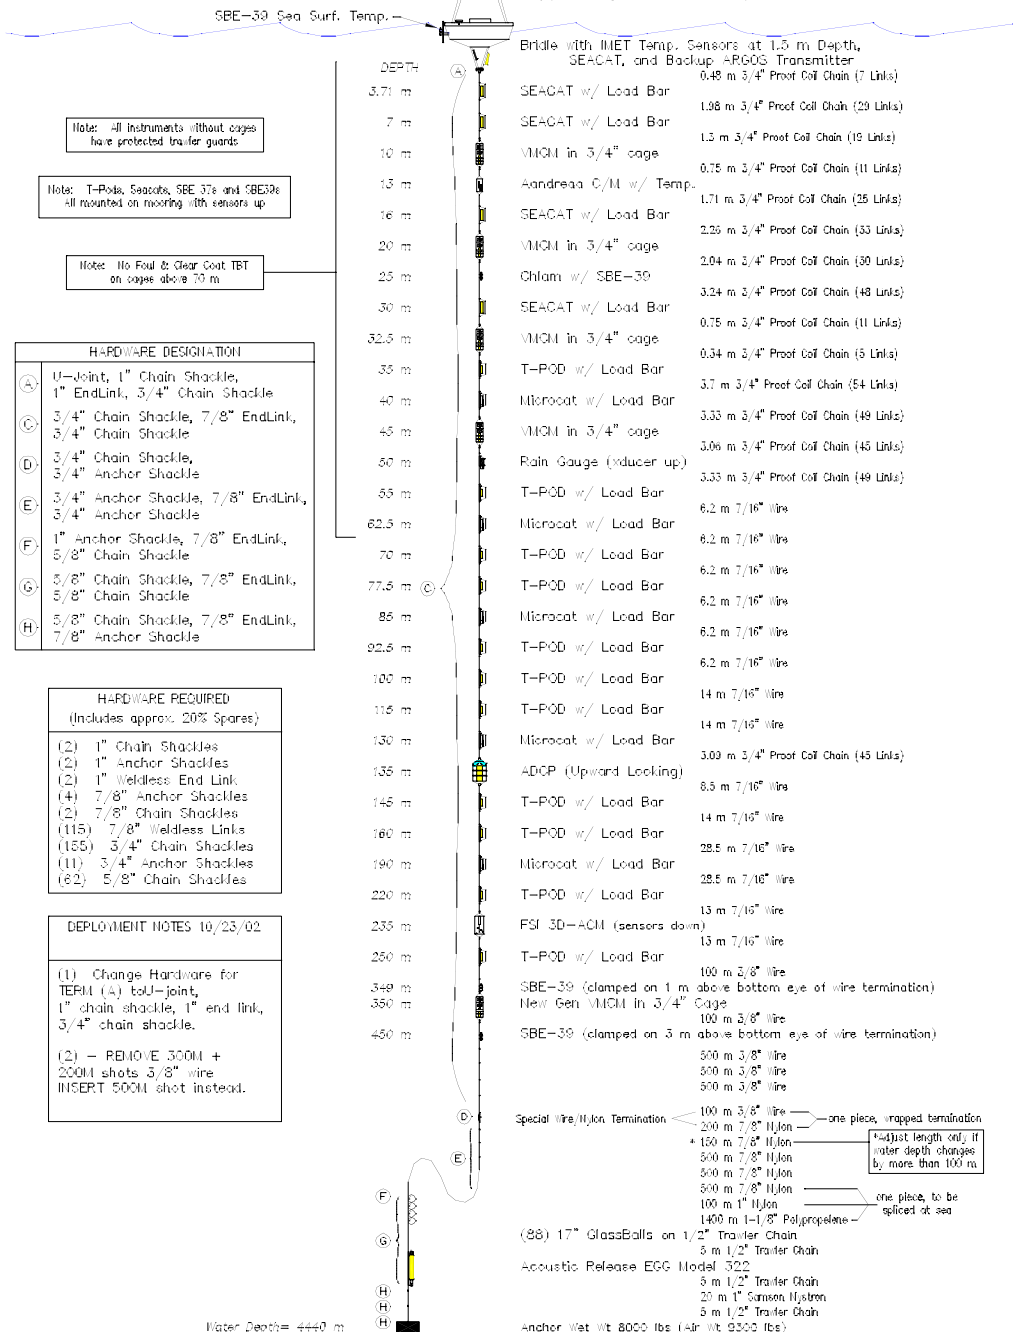 SBE-39 Sea Surf. Temp.
Bridle with IMET Temp. Sensors at 1.5 m Depth,
SEACAT, and Backup ARGOS Transmitter
DEPTH
A
0.48 m 3/4" Proof Coil Chain (7 Links)
3.71 m SEACAT w/ Load Bar
1.98 m 3/4" Proof Coil Chain (29 Links)
7 m SEACAT w/ Load Bar
1.3 m 3/4" Proof Coil Chain (19 Links)
10 m VMCM in 3/4" cage
0.75 m 3/4" Proof Coil Chain (11 Links)
13 m Aandreaa C/M w/ Temp.
1.71 m 3/4" Proof Coil Chain (25 Links)
16 m SEACAT w/ Load Bar
2.26 m 3/4" Proof Coil Chain (33 Links)
20 m VMCM in 3/4" cage
2.04 m 3/4" Proof Coil Chain (30 Links)
25 m Chlam w/ SBE-39
3.24 m 3/4" Proof Coil Chain (48 Links)
30 m SEACAT w/ Load Bar
0.75 m 3/4" Proof Coil Chain (11 Links)
32.5 m VMCM in 3/4" cage
0.34 m 3/4" Proof Coil Chain (5 Links)
35 m T-POD w/ Load Bar
3.7 m 3/4" Proof Coil Chain (54 Links)
40 m Microcat w/ Load Bar
3.33 m 3/4" Proof Coil Chain (49 Links)
45 m VMCM in 3/4" cage
3.06 m 3/4" Proof Coil Chain (45 Links)
50 m Rain Gauge (xducer up)
3.33 m 3/4" Proof Coil Chain (49 Links)
55 m T-POD w/ Load Bar
6.2 m 7/16" Wire
62.5 m Microcat w/ Load Bar
6.2 m 7/16" Wire
70 m T-POD w/ Load Bar
6.2 m 7/16" Wire
77.5 m C T-POD w/ Load Bar
6.2 m 7/16" Wire
85 m Microcat w/ Load Bar
6.2 m 7/16" Wire
92.5 m T-POD w/ Load Bar
6.2 m 7/16" Wire
100 m T-POD w/ Load Bar
14 m 7/16" Wire
115 m T-POD w/ Load Bar
14 m 7/16" Wire
130 m Microcat w/ Load Bar
3.09 m 3/4" Proof Coil Chain (45 Links)
135 m ADCP (Upward Looking)
8.5 m 7/16" Wire
145 m T-POD w/ Load Bar
14 m 7/16" Wire
160 m T-POD w/ Load Bar
28.5 m 7/16" Wire
190 m Microcat w/ Load Bar
28.5 m 7/16" Wire
220 m T-POD w/ Load Bar
13 m 7/16" Wire
235 m FSI 3D-ACM (sensors down)
13 m 7/16" Wire
250 m T-POD w/ Load Bar
100 m 3/8" Wire
349 m SBE-39 (clamped on 1 m above bottom eye of wire termination)
350 m New Gen VMCM in 3/4" Cage
100 m 3/8" Wire
450 m SBE-39 (clamped on 3 m above bottom eye of wire termination)
500 m 3/8" Wire
500 m 3/8" Wire
500 m 3/8" Wire
D
Special Wire/Nylon Termination
100 m 3/8" Wire
200 m 7/8" Nylon
one piece, wrapped termination
* 150 m 7/8" Nylon
*Adjust length only if
water depth changes
by more than 100 m
500 m 7/8" Nylon
500 m 7/8" Nylon
500 m 7/8" Nylon
100 m 1" Nylon
1400 m 1-1/8" Polypropelene
one piece, to be
spliced at sea
E
F
(88) 17" GlassBalls on 1/2" Trawler Chain
5 m 1/2" Trawler Chain
G
Acoustic Release EGG Model 322
5 m 1/2" Trawler Chain
20 m 1" Samson Nystron
5 m 1/2" Trawler Chain
H
H
H
Water Depth= 4440 m
Anchor Wet Wt 8000 lbs (Air Wt 9300 lbs)
Note: All instruments without cages
have protected trawler guards
Note: T-Pods, Seacats, SBE 37s and SBE39s
All mounted on mooring with sensors up
Note: No Foul & Clear Coat TBT
on cages above 70 m
HARDWARE DESIGNATION
A U-Joint, 1" Chain Shackle,
1" EndLink, 3/4" Chain Shackle
C 3/4" Chain Shackle, 7/8" EndLink,
3/4" Chain Shackle
D 3/4" Chain Shackle,
3/4" Anchor Shackle
E 3/4" Anchor Shackle, 7/8" EndLink,
3/4" Anchor Shackle
F 1" Anchor Shackle, 7/8" EndLink,
5/8" Chain Shackle
G 5/8" Chain Shackle, 7/8" EndLink,
5/8" Chain Shackle
H 5/8" Chain Shackle, 7/8" EndLink,
7/8" Anchor Shackle
HARDWARE REQUIRED
(Includes approx. 20% Spares)
(2) 1" Chain Shackles
(2) 1" Anchor Shackles
(2) 1" Weldless End Link
(4) 7/8" Anchor Shackles
(2) 7/8" Chain Shackles
(115) 7/8" Weldless Links
(155) 3/4" Chain Shackles
(11) 3/4" Anchor Shackles
(62) 5/8" Chain Shackles
DEPLOYMENT NOTES 10/23/02
(1) Change Hardware for
TERM (A) toU-joint,
1" chain shackle, 1" end link,
3/4" chain shackle.
(2) - REMOVE 300M +
200M shots 3/8" wire
INSERT 500M shot instead.